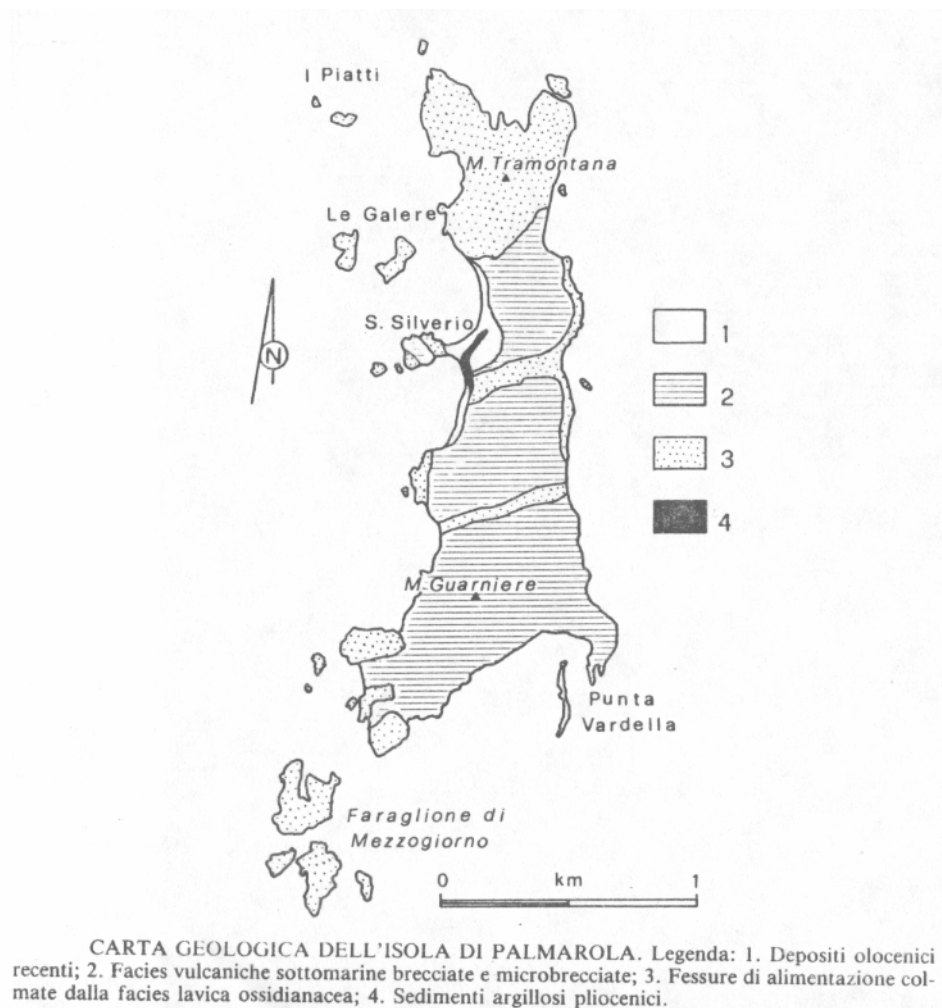 I Piatti
M. Tramontana
Le Galere
S. Silverio
N
1
2
3
4
M. Guarniere
Punta
Vardella
Faraglione di
Mezzogiorno
0 km 1
CARTA GEOLOGICA DELL'ISOLA DI PALMAROLA. Legenda: 1. Depositi olocenici
recenti; 2. Facies vulcaniche sottomarine brecciate e microbrecciate; 3. Fessure di alimentazione col-
mate dalla facies lavica ossidianacea; 4. Sedimenti argillosi pliocenici.